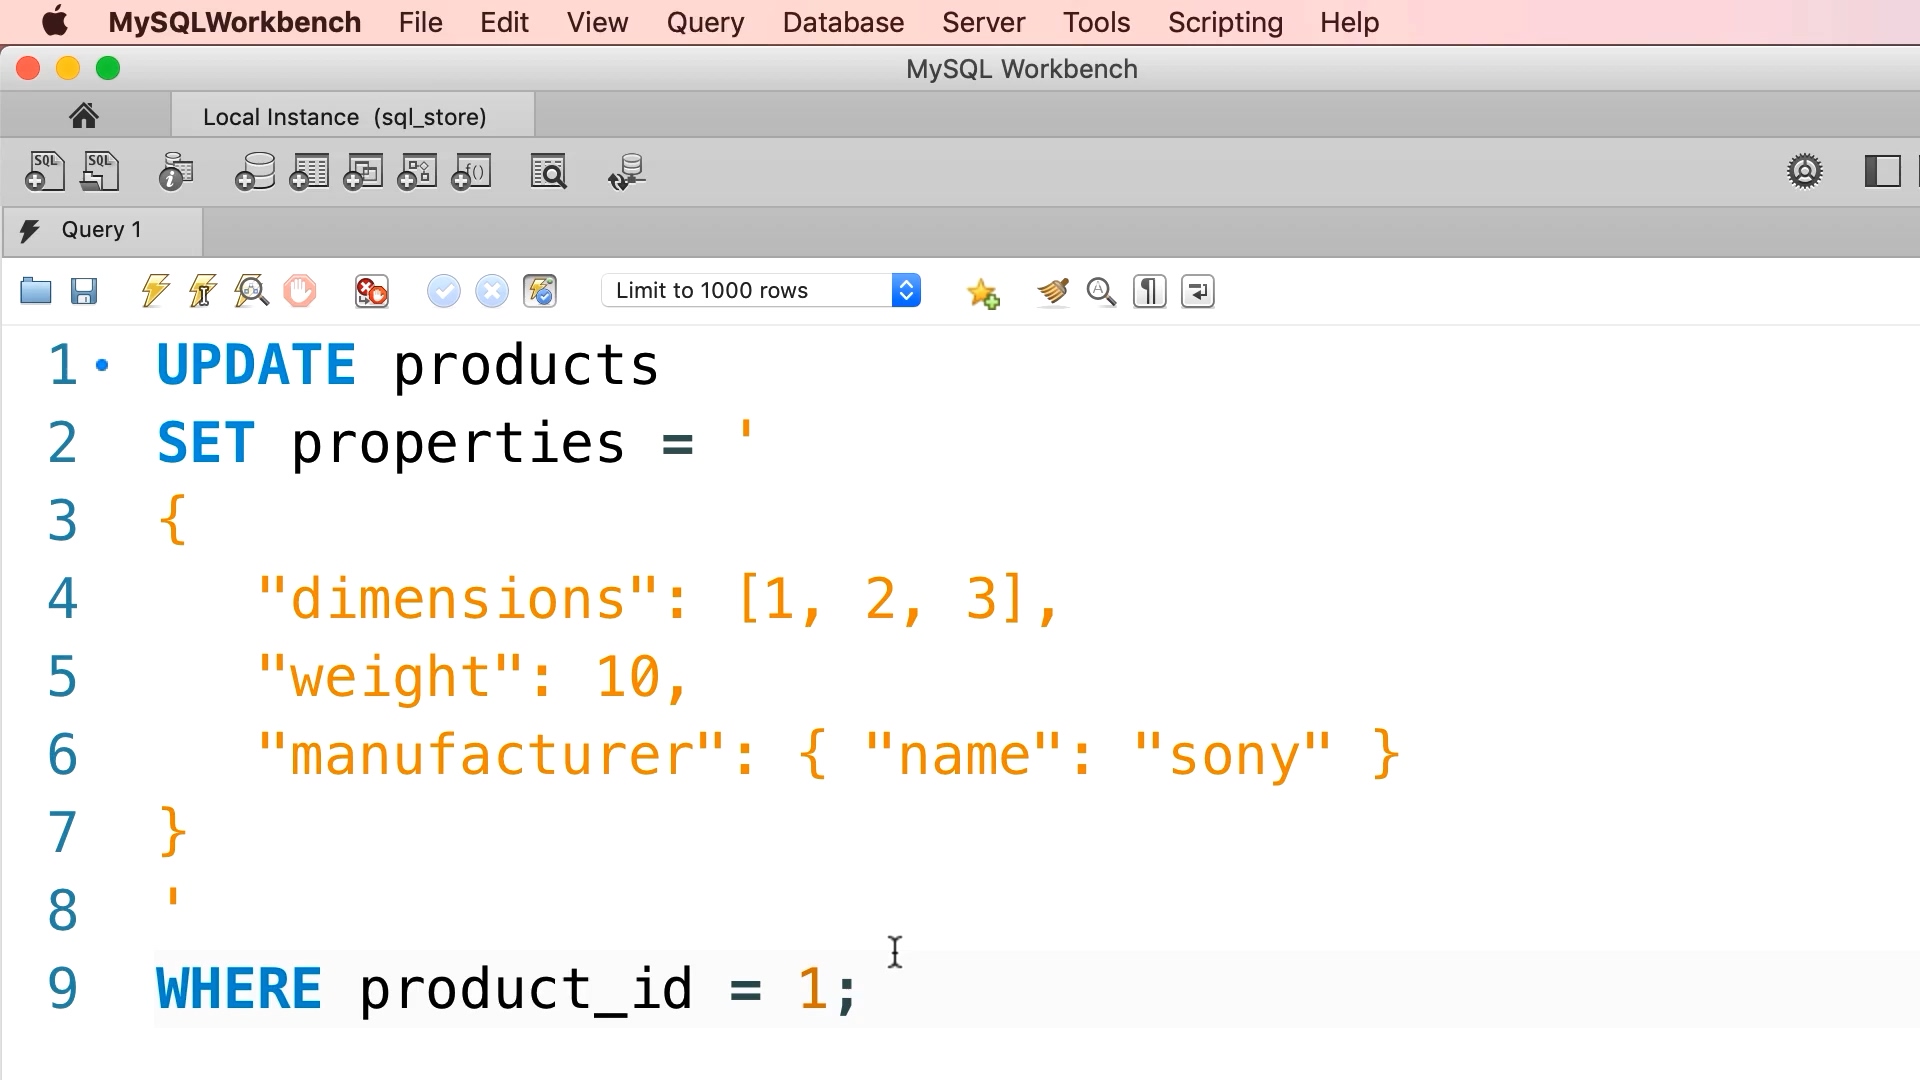 MySQLWorkbench File Edit View Query Database Server Tools Scripting Help
MySQL Workbench
Local Instance (sql_store)
SQL SQL
Query 1
Limit to 1000 rows
1 UPDATE products
2 SET properties = '
3 {
4 "dimensions": [1, 2, 3],
5 "weight": 10,
6 "manufacturer": { "name": "sony" }
7 }
8 '
9 WHERE product_id = 1;